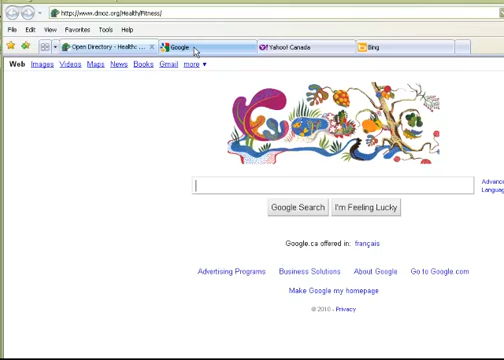 http://www.dmoz.org/Health/Fitness/
File Edit View Favorites Tools Help
Open Directory - Health: ... Google Yahoo! Canada Bing
Web Images Videos Maps News Books Gmail more ▼
Advanc
Language
Google Search I'm Feeling Lucky
Google.ca offered in: français
Advertising Programs Business Solutions About Google Go to Google.com
Make Google my homepage
© 2010 - Privacy